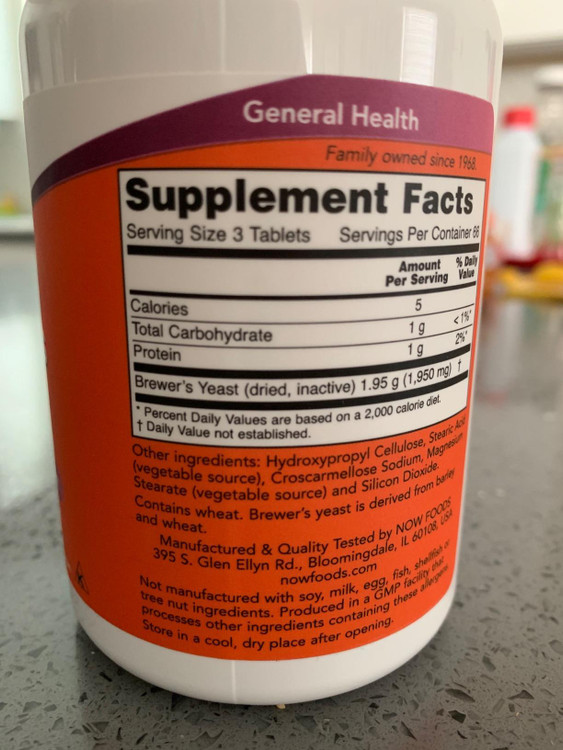 General Health
Family owned since 1968.
Supplement Facts
Serving Size 3 Tablets Servings Per Container 66
Amount Per Serving % Daily Value
Calories 5
Total Carbohydrate 1 g <1%*
Protein 1 g 2%*
Brewer's Yeast (dried, inactive) 1.95 g (1,950 mg) †
* Percent Daily Values are based on a 2,000 calorie diet.
† Daily Value not established.
Other ingredients: Hydroxypropyl Cellulose, Stearic Acid
(vegetable source), Croscarmellose Sodium, Magnesium
Stearate (vegetable source) and Silicon Dioxide.
Contains wheat. Brewer's yeast is derived from barley
and wheat.
Manufactured & Quality Tested by NOW FOODS
395 S. Glen Ellyn Rd., Bloomingdale, IL 60108, USA
nowfoods.com
Not manufactured with soy, milk, egg, fish, shellfish or
tree nut ingredients. Produced in a GMP facility that
processes other ingredients containing these allergens.
Store in a cool, dry place after opening.